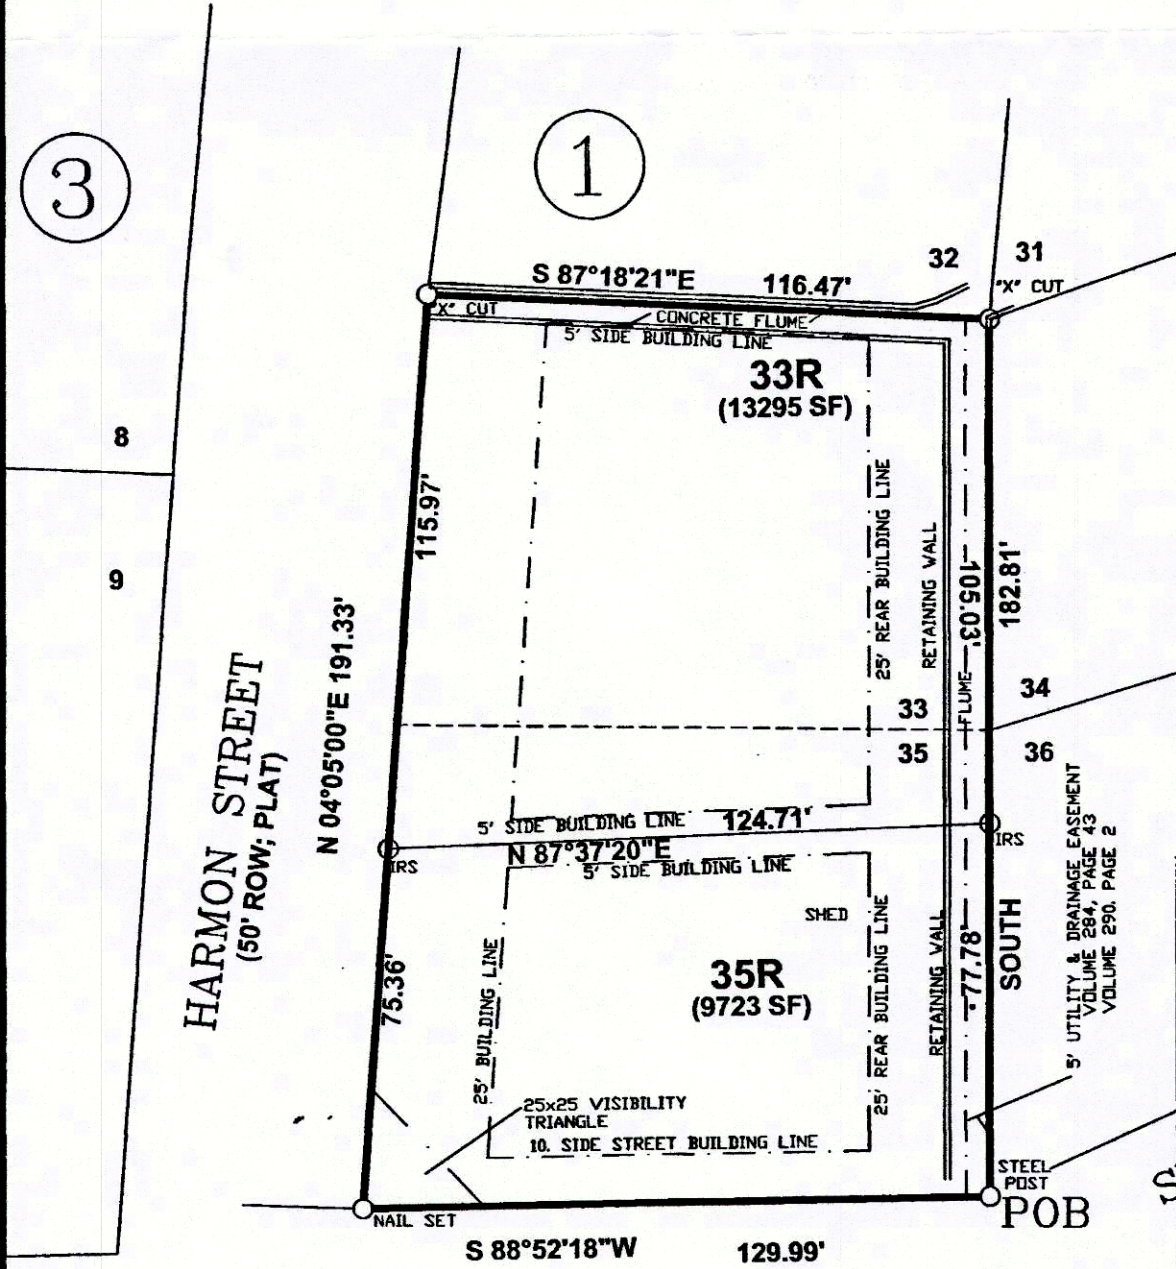 3
1
32
31
S 87°18'21"E 116.47'
"X" CUT
"X" CUT
CONCRETE FLUME
5' SIDE BUILDING LINE
33R
(13295 SF)
8
9
115.97'
N 04°05'00"E 191.33'
HARMON STREET
(50' ROW; PLAT)
25' REAR BUILDING LINE
RETAINING WALL
105.03'
FLUME
182.81'
33
34
35
36
5' SIDE BUILDING LINE
124.71'
IRS
N 87°37'20"E
IRS
5' SIDE BUILDING LINE
SHED
35R
(9723 SF)
75.36'
25' BUILDING LINE
25' REAR BUILDING LINE
RETAINING WALL
77.78'
SOUTH
5' UTILITY & DRAINAGE EASEMENT
VOLUME 284, PAGE 43
VOLUME 290, PAGE 2
25x25 VISIBILITY
TRIANGLE
10. SIDE STREET BUILDING LINE
STEEL
POST
POB
NAIL SET
S 88°52'18"W 129.99'